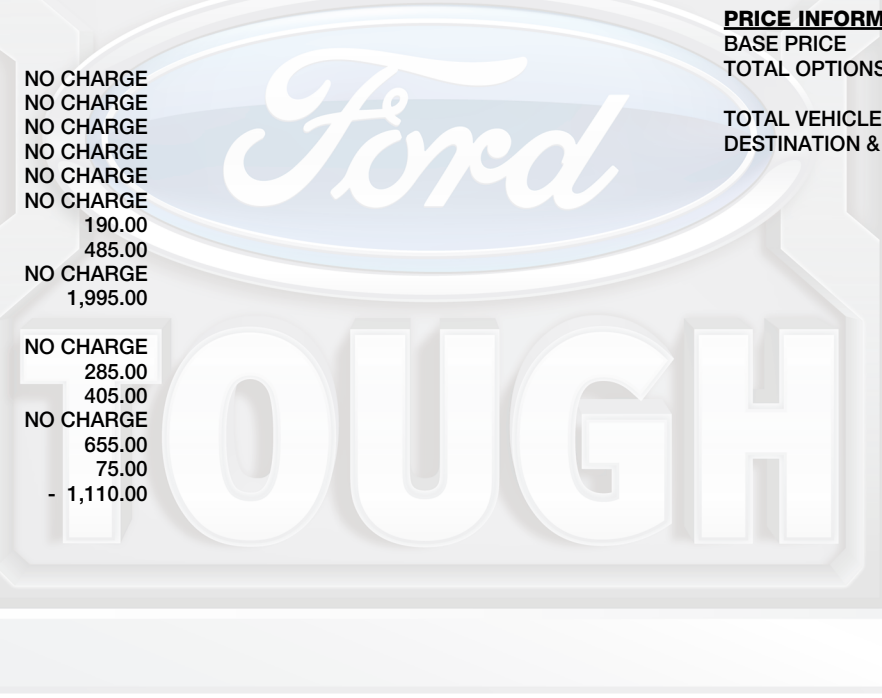 NO CHARGE
NO CHARGE
NO CHARGE
NO CHARGE
NO CHARGE
NO CHARGE
190.00
485.00
NO CHARGE
1,995.00
NO CHARGE
285.00
405.00
NO CHARGE
655.00
75.00
- 1,110.00
PRICE INFORM
BASE PRICE
TOTAL OPTIONS
TOTAL VEHICLE
DESTINATION &
Ford
TOUGH